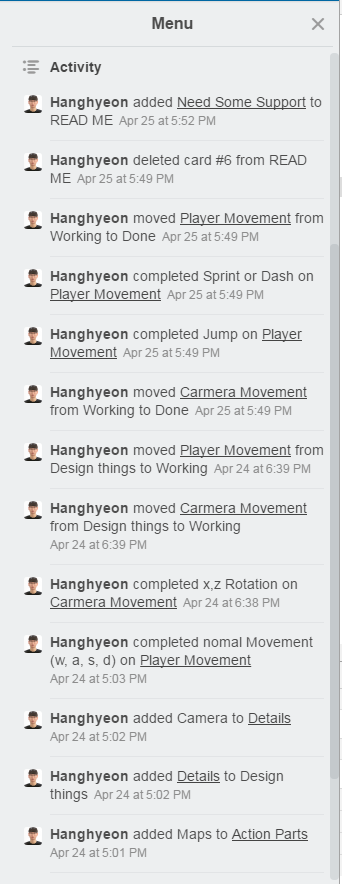 Menu
Activity
Hanghyeon added Need Some Support to
READ ME Apr 25 at 5:52 PM
Hanghyeon deleted card #6 from READ
ME Apr 25 at 5:49 PM
Hanghyeon moved Player Movement from
Working to Done Apr 25 at 5:49 PM
Hanghyeon completed Sprint or Dash on
Player Movement Apr 25 at 5:49 PM
Hanghyeon completed Jump on Player
Movement Apr 25 at 5:49 PM
Hanghyeon moved Carmera Movement
from Working to Done Apr 25 at 5:49 PM
Hanghyeon moved Player Movement from
Design things to Working Apr 24 at 6:39 PM
Hanghyeon moved Carmera Movement
from Design things to Working
Apr 24 at 6:39 PM
Hanghyeon completed x,z Rotation on
Carmera Movement Apr 24 at 6:38 PM
Hanghyeon completed nomal Movement
(w, a, s, d) on Player Movement
Apr 24 at 5:03 PM
Hanghyeon added Camera to Details
Apr 24 at 5:02 PM
Hanghyeon added Details to Design
things Apr 24 at 5:02 PM
Hanghyeon added Maps to Action Parts
Apr 24 at 5:01 PM